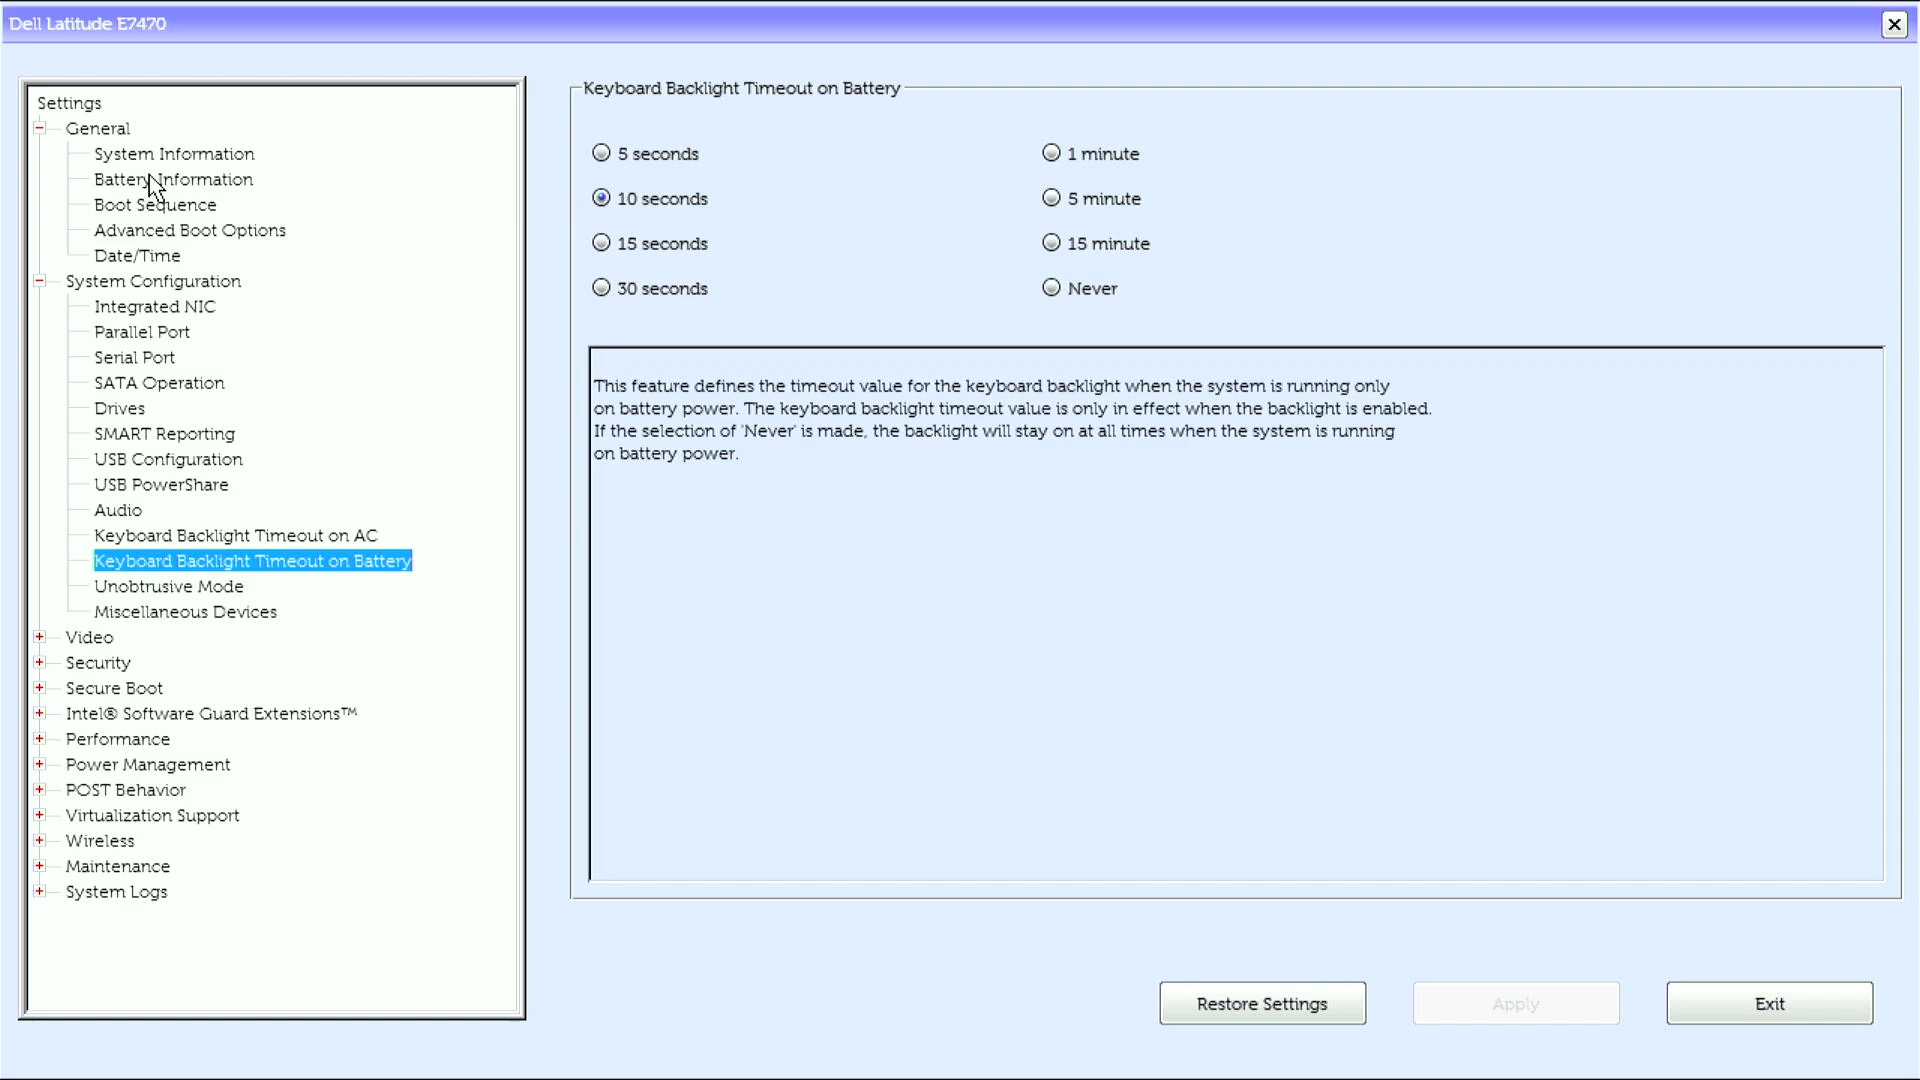 Dell Latitude E7470
Settings
General
System Information
Battery Information
Boot Sequence
Advanced Boot Options
Date/Time
System Configuration
Integrated NIC
Parallel Port
Serial Port
SATA Operation
Drives
SMART Reporting
USB Configuration
USB PowerShare
Audio
Keyboard Backlight Timeout on AC
Keyboard Backlight Timeout on Battery
Unobtrusive Mode
Miscellaneous Devices
Video
Security
Secure Boot
Intel® Software Guard Extensions™
Performance
Power Management
POST Behavior
Virtualization Support
Wireless
Maintenance
System Logs
Keyboard Backlight Timeout on Battery
5 seconds
10 seconds
15 seconds
30 seconds
1 minute
5 minute
15 minute
Never
This feature defines the timeout value for the keyboard backlight when the system is running only
on battery power. The keyboard backlight timeout value is only in effect when the backlight is enabled.
If the selection of 'Never' is made, the backlight will stay on at all times when the system is running
on battery power.
Restore Settings
Apply
Exit